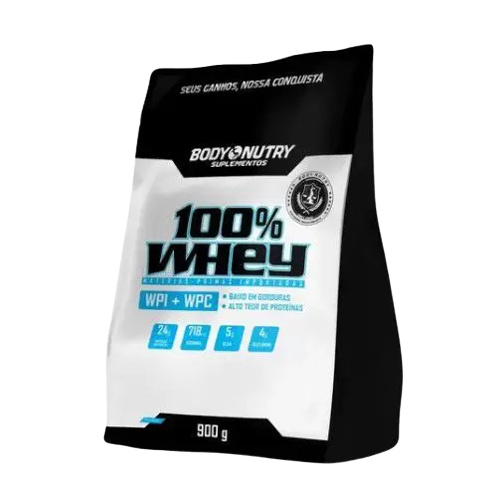 SEUS GANHOS, NOSSA CONQUISTA
BODY NUTRY
SUPLEMENTOS
100%
WHEY
MATÉRIAS-PRIMAS IMPORTADAS
WPI + WPC
• BAIXO EM GORDURAS
• ALTO TEOR DE PROTEÍNAS
24g 718 5g 4g
BCAA
900 g